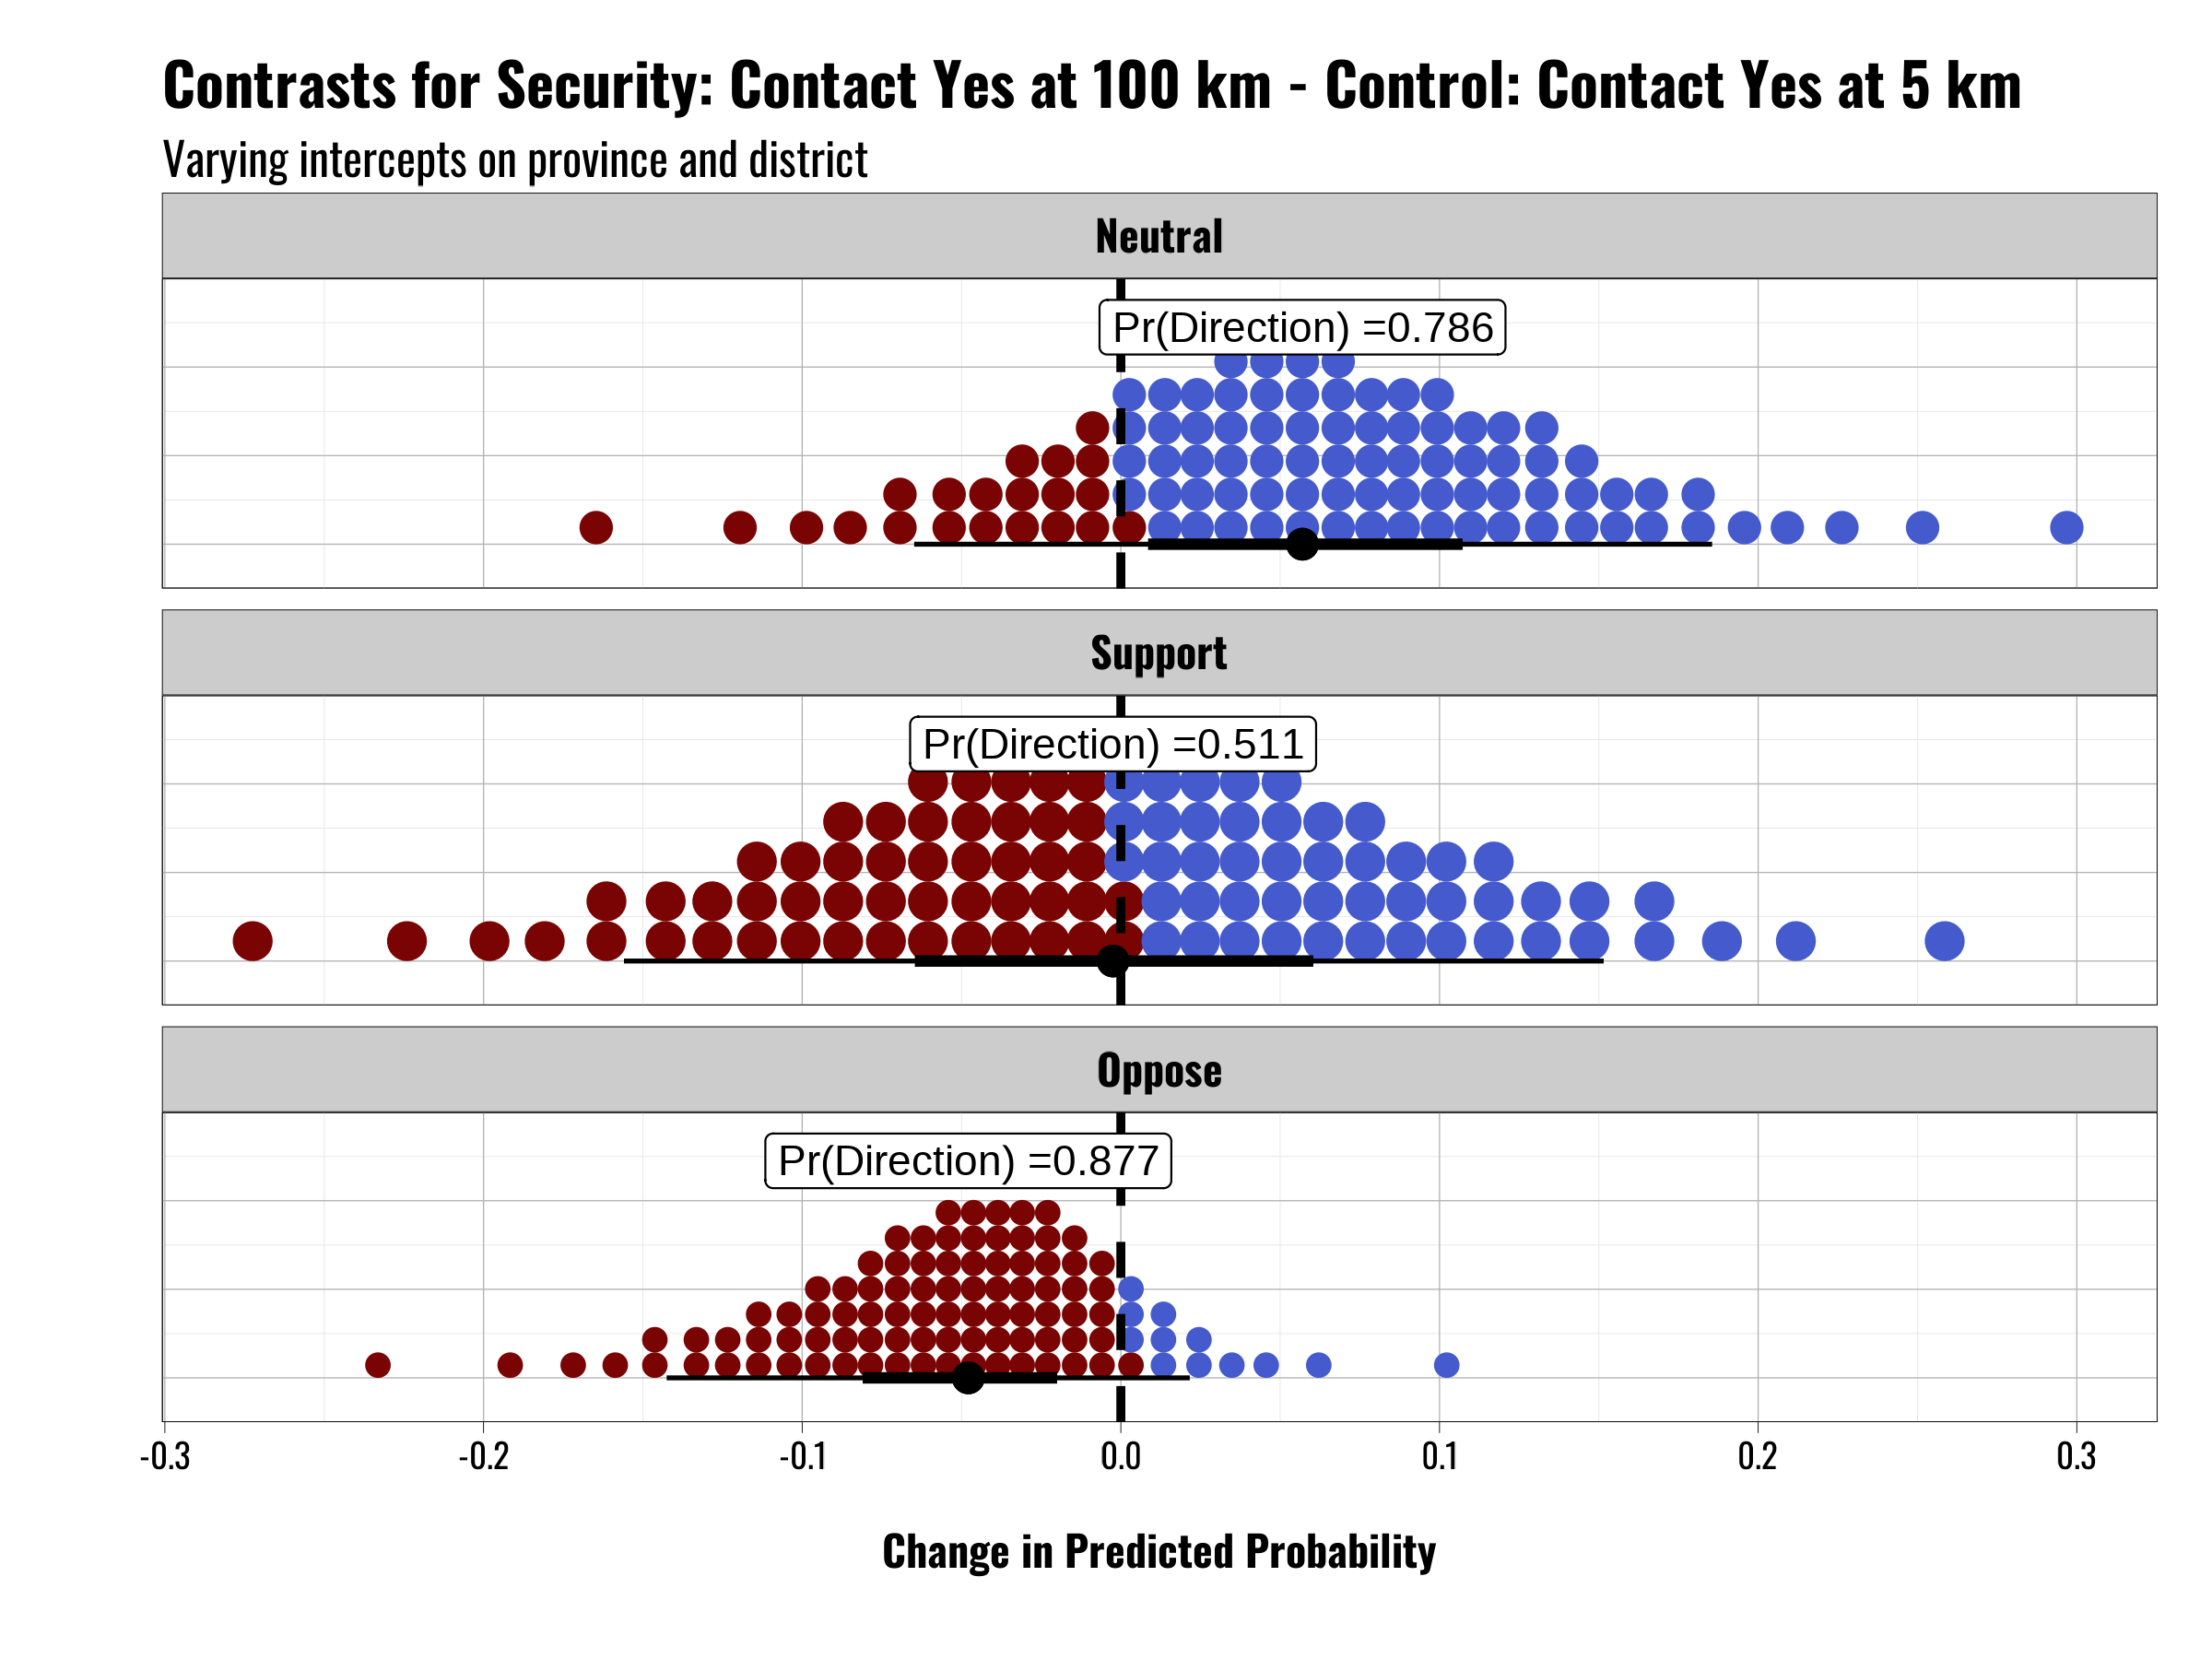 Contrasts for Security: Contact Yes at 100 km - Control: Contact Yes at 5 km
Varying intercepts on province and district
Neutral
Pr(Direction) =0.786
Support
Pr(Direction) =0.511
Oppose
Pr(Direction) =0.877
-0.3 -0.2 -0.1 0.0 0.1 0.2 0.3
Change in Predicted Probability